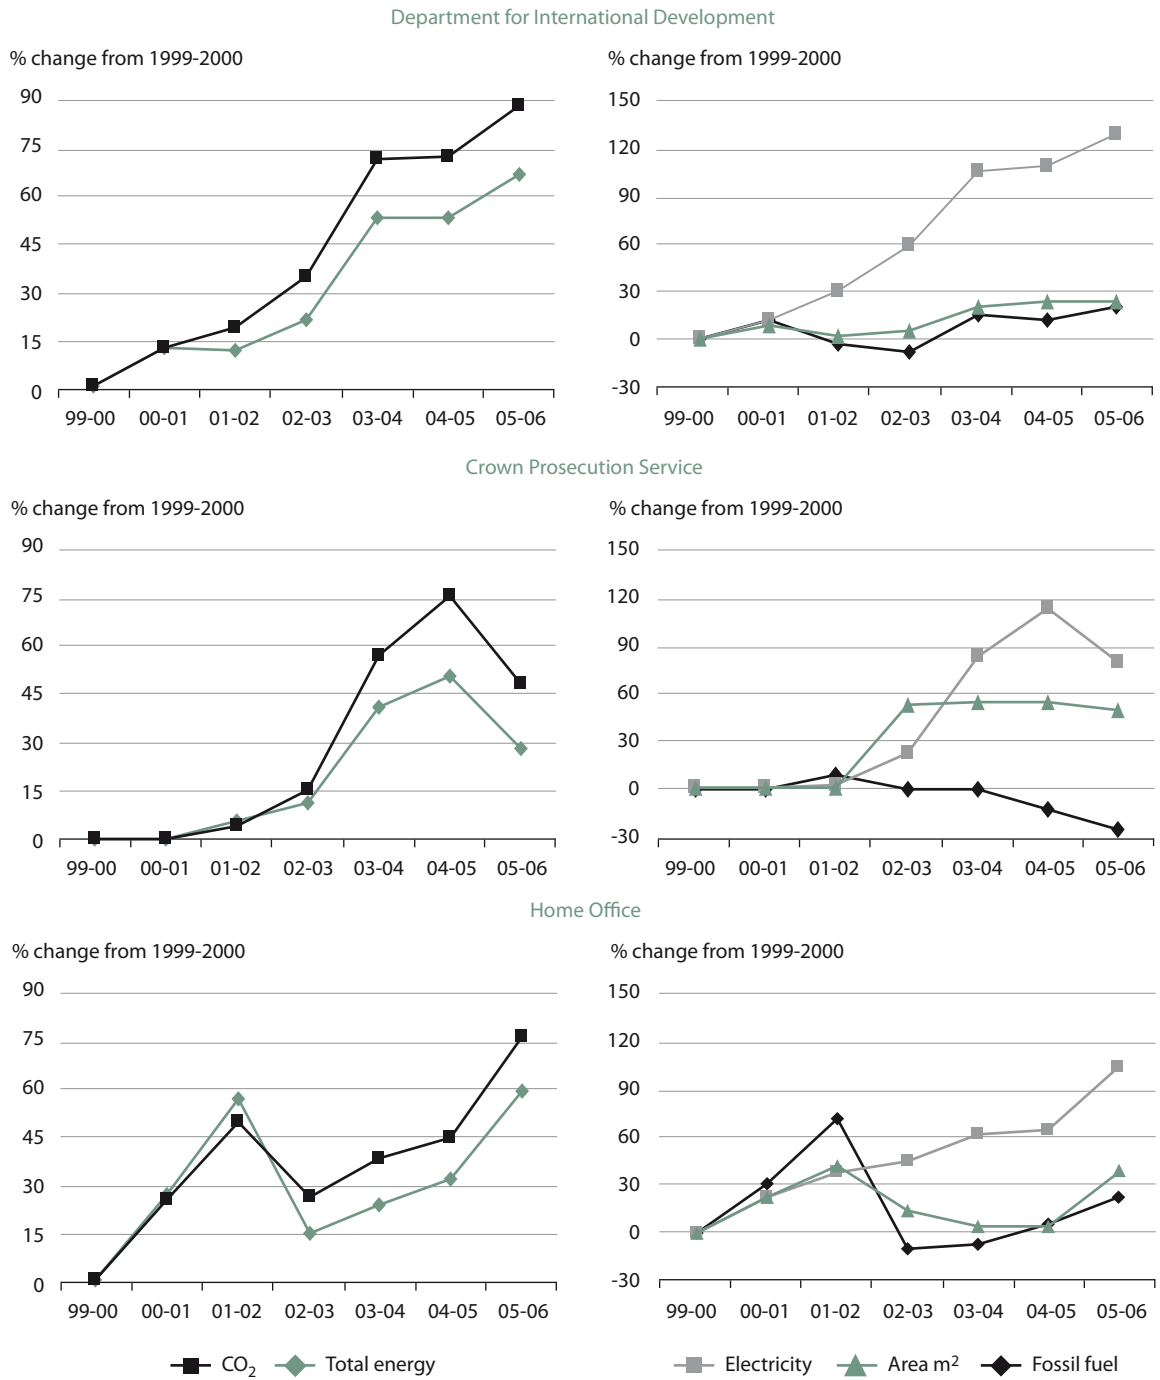 Department for International Development
% change from 1999-2000
90
75
60
45
30
15
0
99-00 00-01 01-02 02-03 03-04 04-05 05-06
% change from 1999-2000
150
120
90
60
30
0
-30
99-00 00-01 01-02 02-03 03-04 04-05 05-06
Crown Prosecution Service
% change from 1999-2000
90
75
60
45
30
15
0
99-00 00-01 01-02 02-03 03-04 04-05 05-06
% change from 1999-2000
150
120
90
60
30
0
-30
99-00 00-01 01-02 02-03 03-04 04-05 05-06
Home Office
% change from 1999-2000
90
75
60
45
30
15
0
99-00 00-01 01-02 02-03 03-04 04-05 05-06
CO₂ Total energy
% change from 1999-2000
150
120
90
60
30
0
-30
99-00 00-01 01-02 02-03 03-04 04-05 05-06
Electricity Area m² Fossil fuel